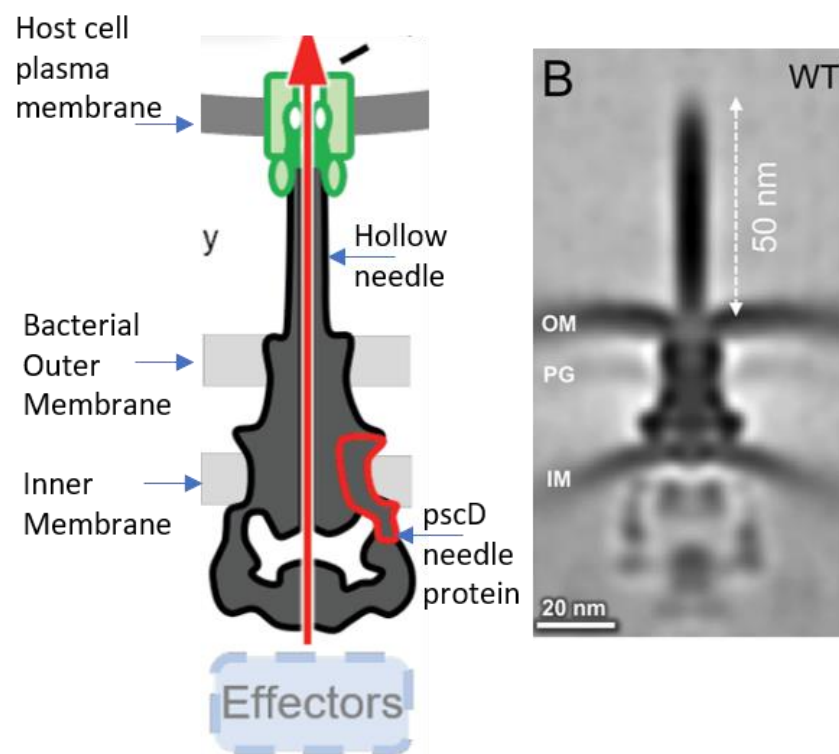 Host cell
plasma
membrane
y
Hollow
needle
Bacterial
Outer
Membrane
Inner
Membrane
pscD
needle
protein
Effectors
B
WT
50 nm
OM
PG
IM
20 nm